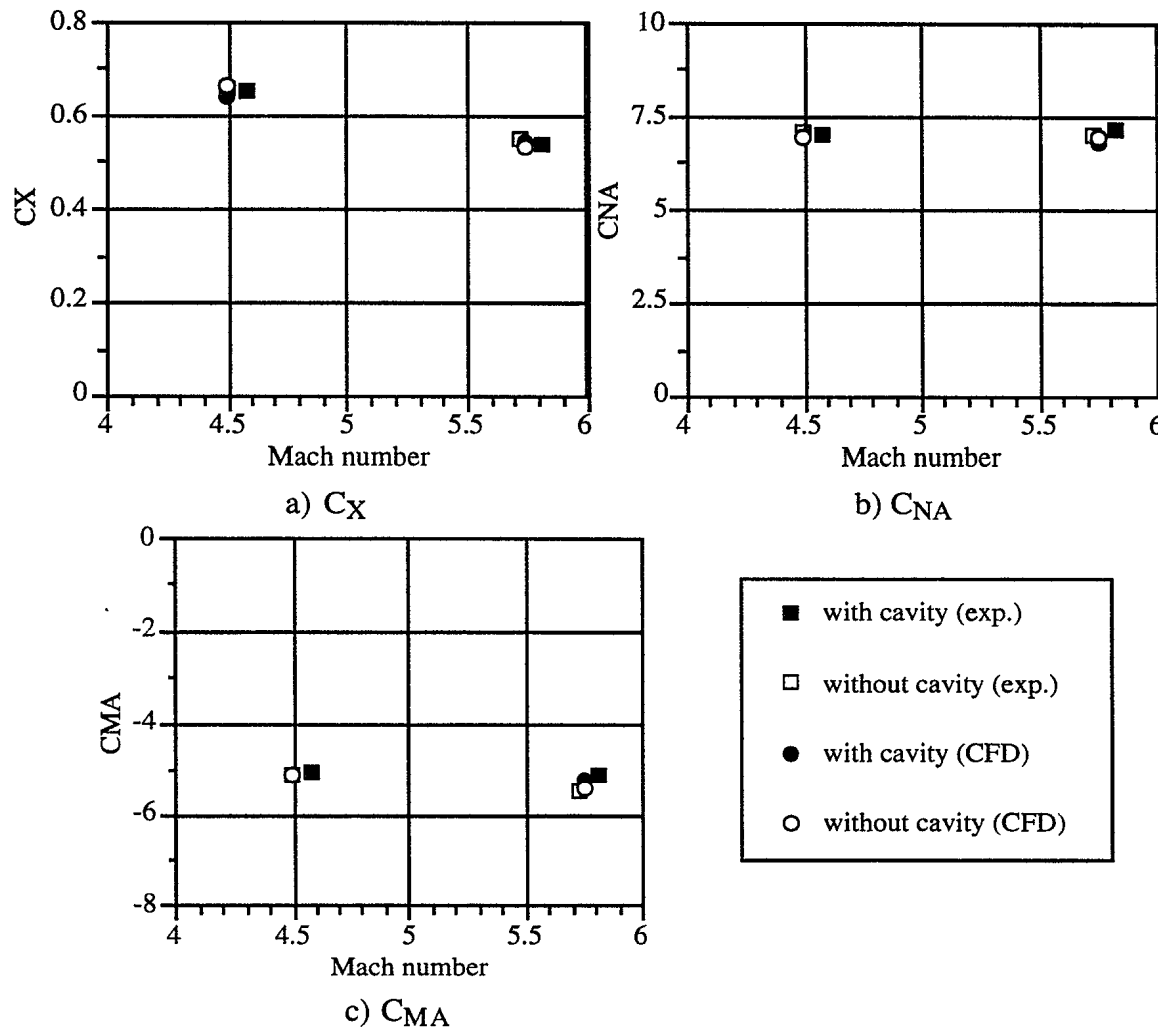 0.8
0.6
0.4
0.2
0
CX
4
4.5
5
5.5
6
Mach number
a) CX
10
7.5
5
2.5
0
CNA
4
4.5
5
5.5
6
Mach number
b) CNA
0
-2
-4
-6
-8
CMA
4
4.5
5
5.5
6
Mach number
c) CMA
with cavity (exp.)
without cavity (exp.)
with cavity (CFD)
without cavity (CFD)